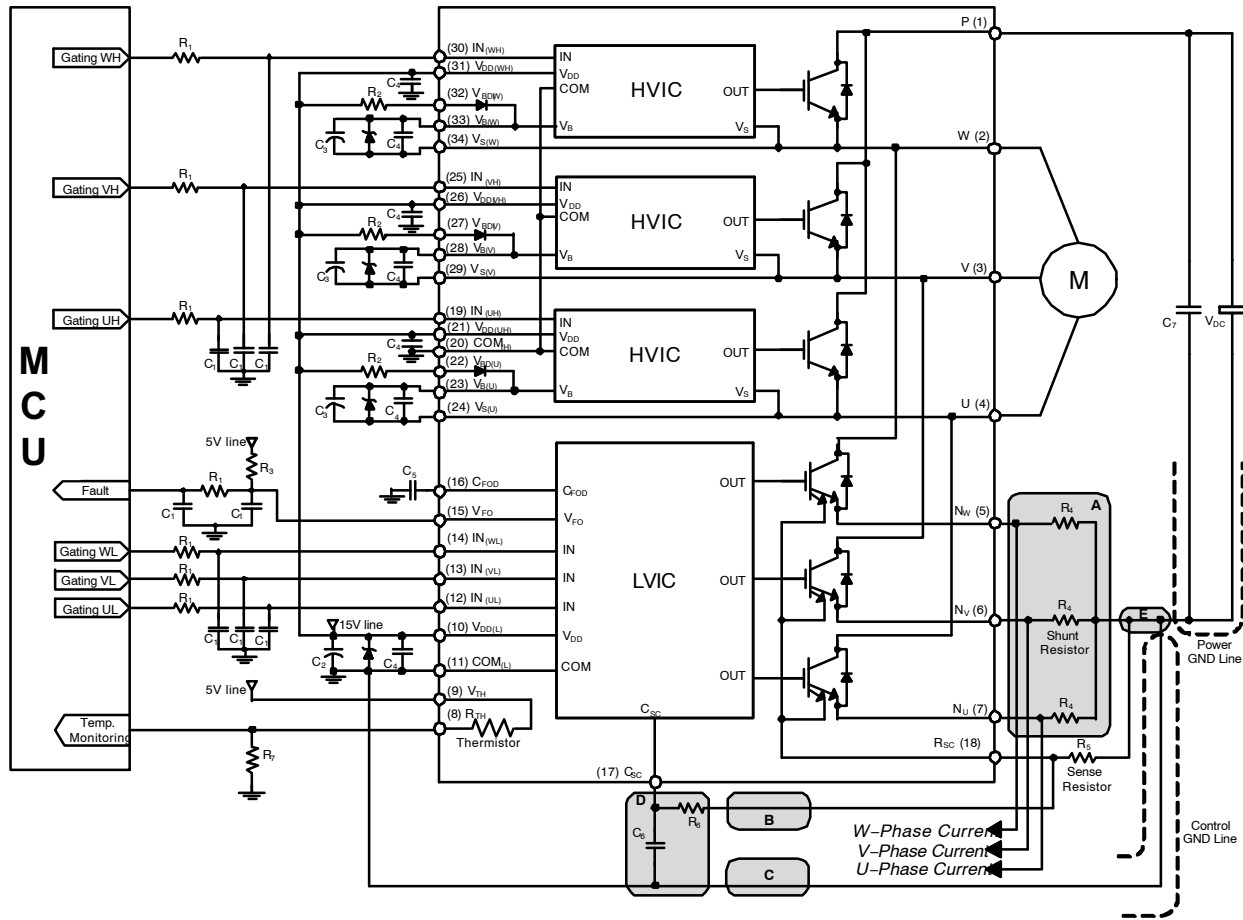 P (1)
Gating WH
R1
(30) IN(WH)
IN
(31) VDD(WH)
VDD
C4
COM
HVIC
OUT
R2
(32) VBD(W)
(33) VB(W)
VB
VS
C3
C4
(34) VS(W)
W (2)
Gating VH
R1
(25) IN(VH)
IN
(26) VDD(VH)
VDD
C4
COM
HVIC
OUT
R2
(27) VBD(V)
(28) VB(V)
VB
VS
C3
C4
(29) VS(V)
V (3)
M
Gating UH
R1
(19) IN(UH)
IN
(21) VDD(UH)
VDD
C4
(20) COM(H)
COM
HVIC
OUT
C7
VDC
C1
C1
C1
R2
(22) VBD(U)
(23) VB(U)
VB
VS
C3
C4
(24) VS(U)
U (4)
MCU
5V line
R3
R1
C5
(16) CFOD
CFOD
OUT
Fault
C1
C1
(15) VFO
VFO
NW (5)
R4
A
Gating WL
R1
(14) IN(WL)
IN
Gating VL
R1
(13) IN(VL)
IN
LVIC
OUT
Gating UL
R1
(12) IN(UL)
IN
NV (6)
R4
E
C1
C1
C1
15V line
(10) VDD(L)
VDD
Shunt
Resistor
Power
GND Line
C2
C4
(11) COM(L)
COM
OUT
5V line
(9) VTH
CSC
NU (7)
R4
Temp.
Monitoring
(8) RTH
Thermistor
R7
RSC (18)
R5
Sense
Resistor
(17) CSC
D
R6
B
C6
W−Phase Current
V−Phase Current
U−Phase Current
Control
GND Line
C